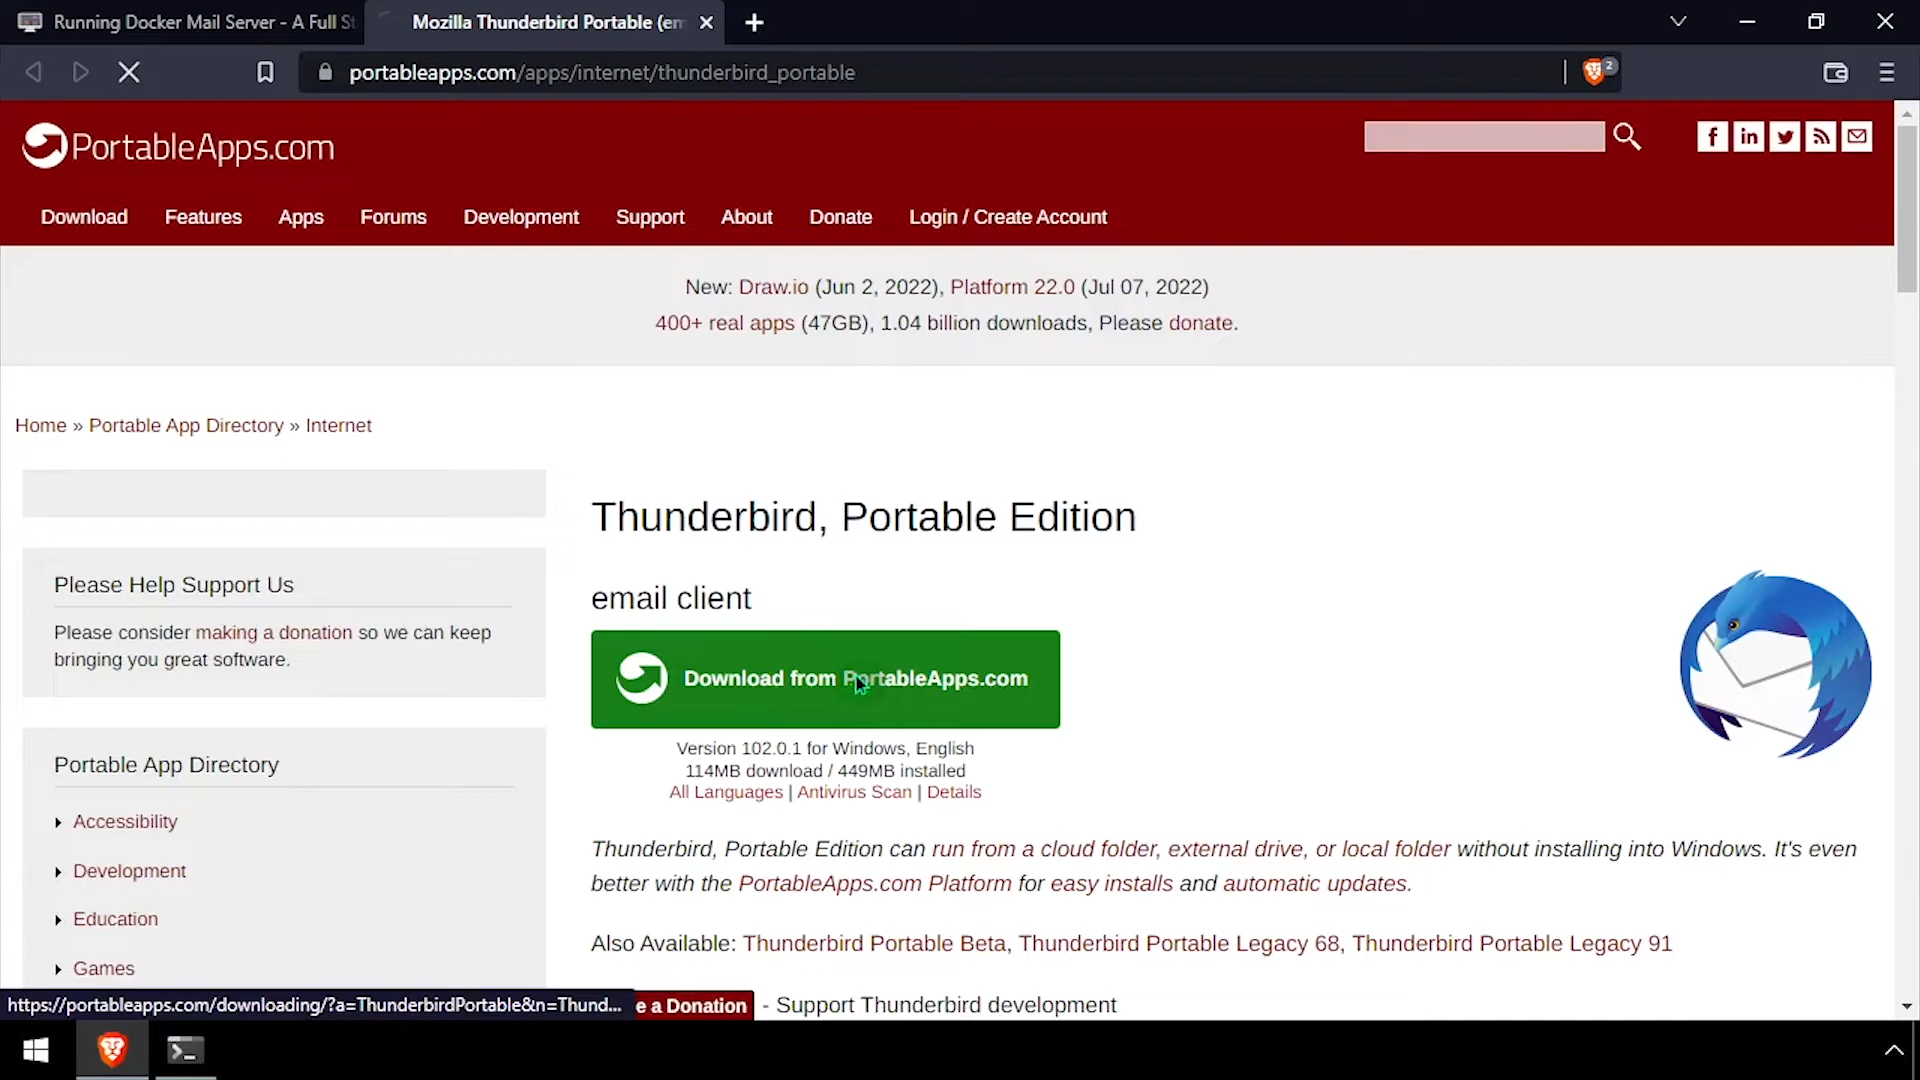 Running Docker Mail Server - A Full St
Mozilla Thunderbird Portable (em
portableapps.com/apps/internet/thunderbird_portable
2
PortableApps.com
Download Features Apps Forums Development Support About Donate Login / Create Account
New: Draw.io (Jun 2, 2022), Platform 22.0 (Jul 07, 2022)
400+ real apps (47GB), 1.04 billion downloads, Please donate.
Home » Portable App Directory » Internet
Please Help Support Us
Please consider making a donation so we can keep
bringing you great software.
Portable App Directory
Accessibility
Development
Education
Games
Thunderbird, Portable Edition
email client
Download from PortableApps.com
Version 102.0.1 for Windows, English
114MB download / 449MB installed
All Languages | Antivirus Scan | Details
Thunderbird, Portable Edition can run from a cloud folder, external drive, or local folder without installing into Windows. It's even
better with the PortableApps.com Platform for easy installs and automatic updates.
Also Available: Thunderbird Portable Beta, Thunderbird Portable Legacy 68, Thunderbird Portable Legacy 91
e a Donation - Support Thunderbird development
https://portableapps.com/downloading/?a=ThunderbirdPortable&n=Thund...